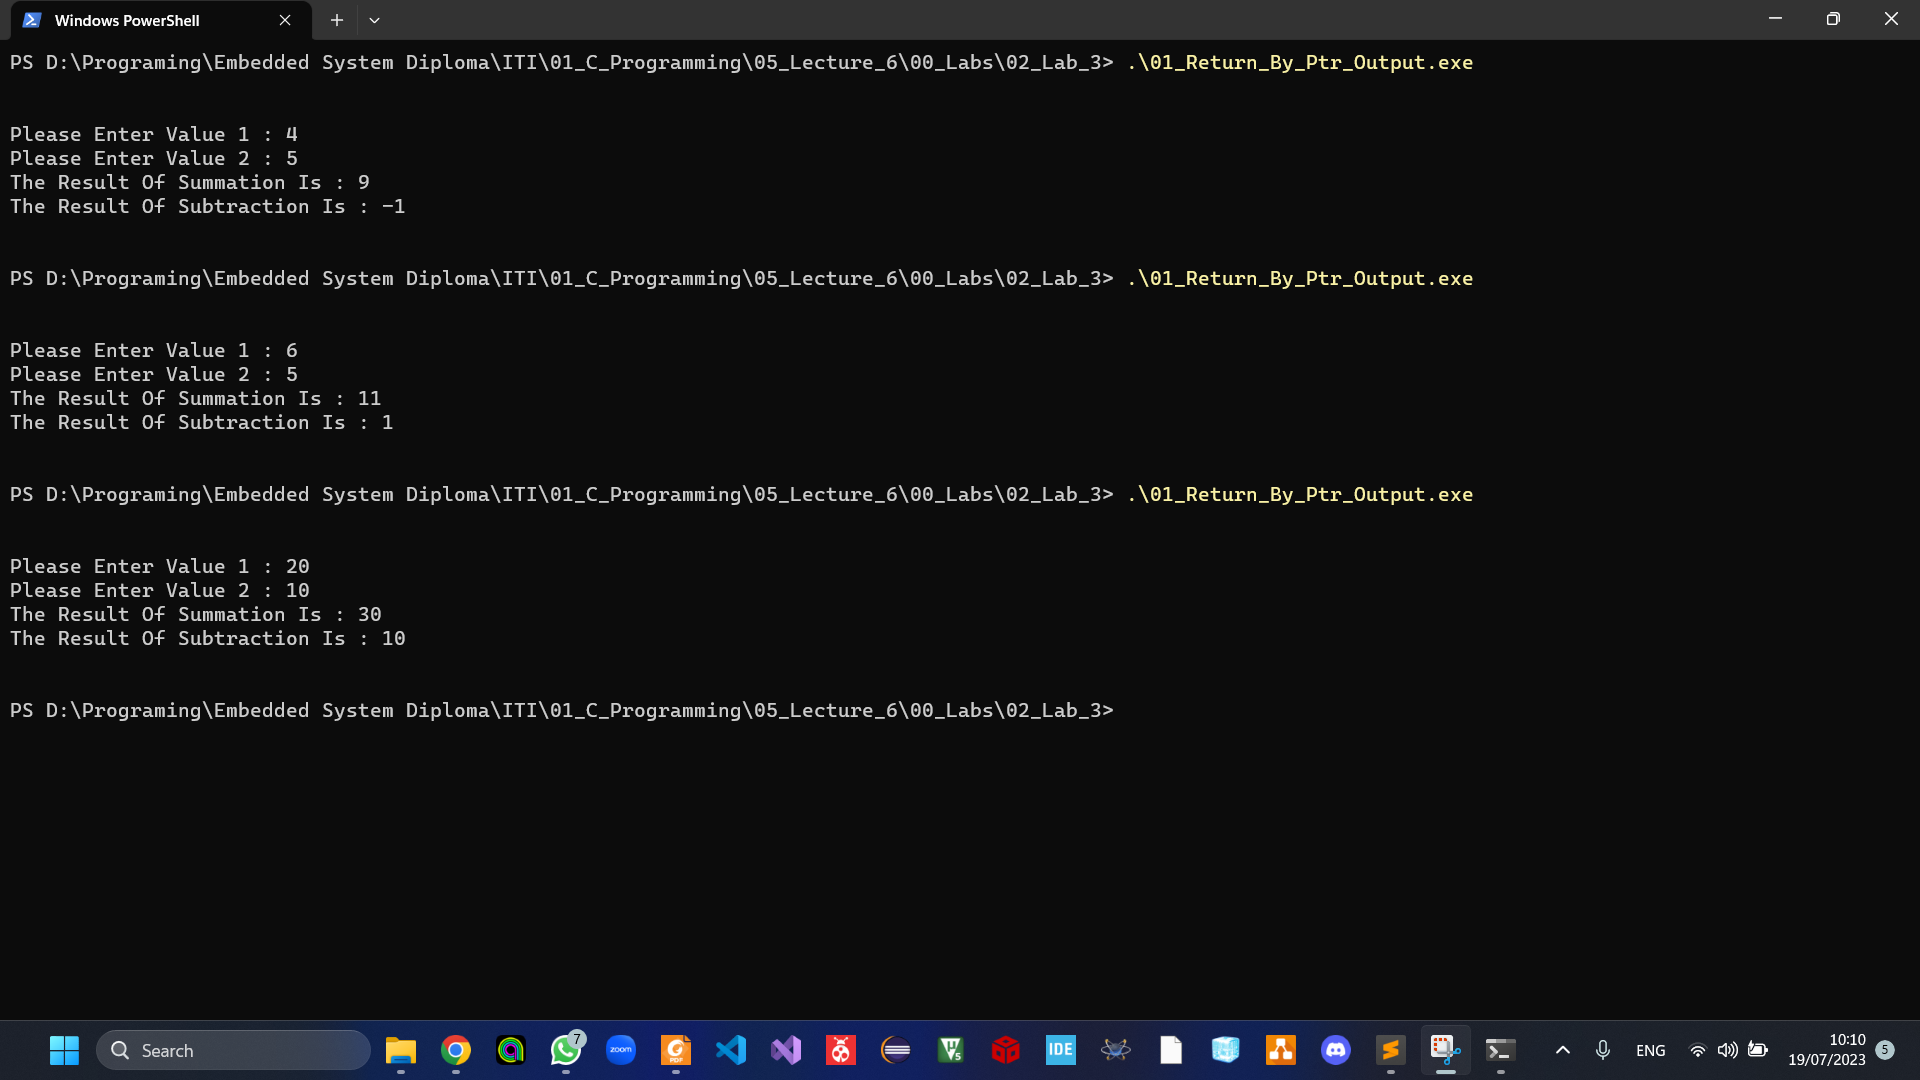 Windows PowerShell
PS D:\Programing\Embedded System Diploma\ITI\01_C_Programming\05_Lecture_6\00_Labs\02_Lab_3> .\01_Return_By_Ptr_Output.exe
Please Enter Value 1 : 4
Please Enter Value 2 : 5
The Result Of Summation Is : 9
The Result Of Subtraction Is : -1
PS D:\Programing\Embedded System Diploma\ITI\01_C_Programming\05_Lecture_6\00_Labs\02_Lab_3> .\01_Return_By_Ptr_Output.exe
Please Enter Value 1 : 6
Please Enter Value 2 : 5
The Result Of Summation Is : 11
The Result Of Subtraction Is : 1
PS D:\Programing\Embedded System Diploma\ITI\01_C_Programming\05_Lecture_6\00_Labs\02_Lab_3> .\01_Return_By_Ptr_Output.exe
Please Enter Value 1 : 20
Please Enter Value 2 : 10
The Result Of Summation Is : 30
The Result Of Subtraction Is : 10
PS D:\Programing\Embedded System Diploma\ITI\01_C_Programming\05_Lecture_6\00_Labs\02_Lab_3>
Search
7
zoom
PDF
V5
IDE
ENG
10:10
19/07/2023
5